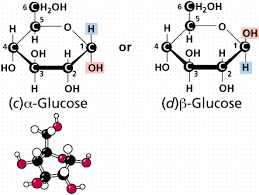 6 CH₂OH CH₂OH
C 5 O H C 5 O OH
H H H H
4 C H C 1 or 4 C H C 1
HO OH H OH HO OH H H
C C C C
3 2 3 2
H OH H OH
(c)α-Glucose (d)β-Glucose